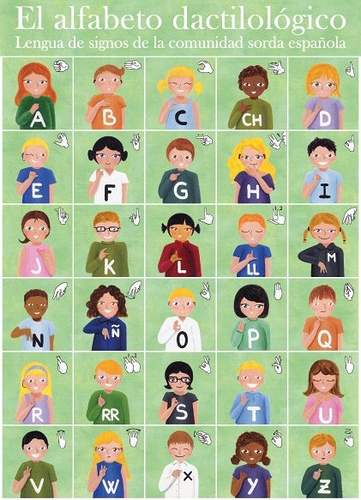 El alfabeto dactilológico
Lengua de signos de la comunidad sorda española
A B C CH D
E F G H I
J K L LL M
N Ñ O P Q
R RR S T U
V W X Y Z